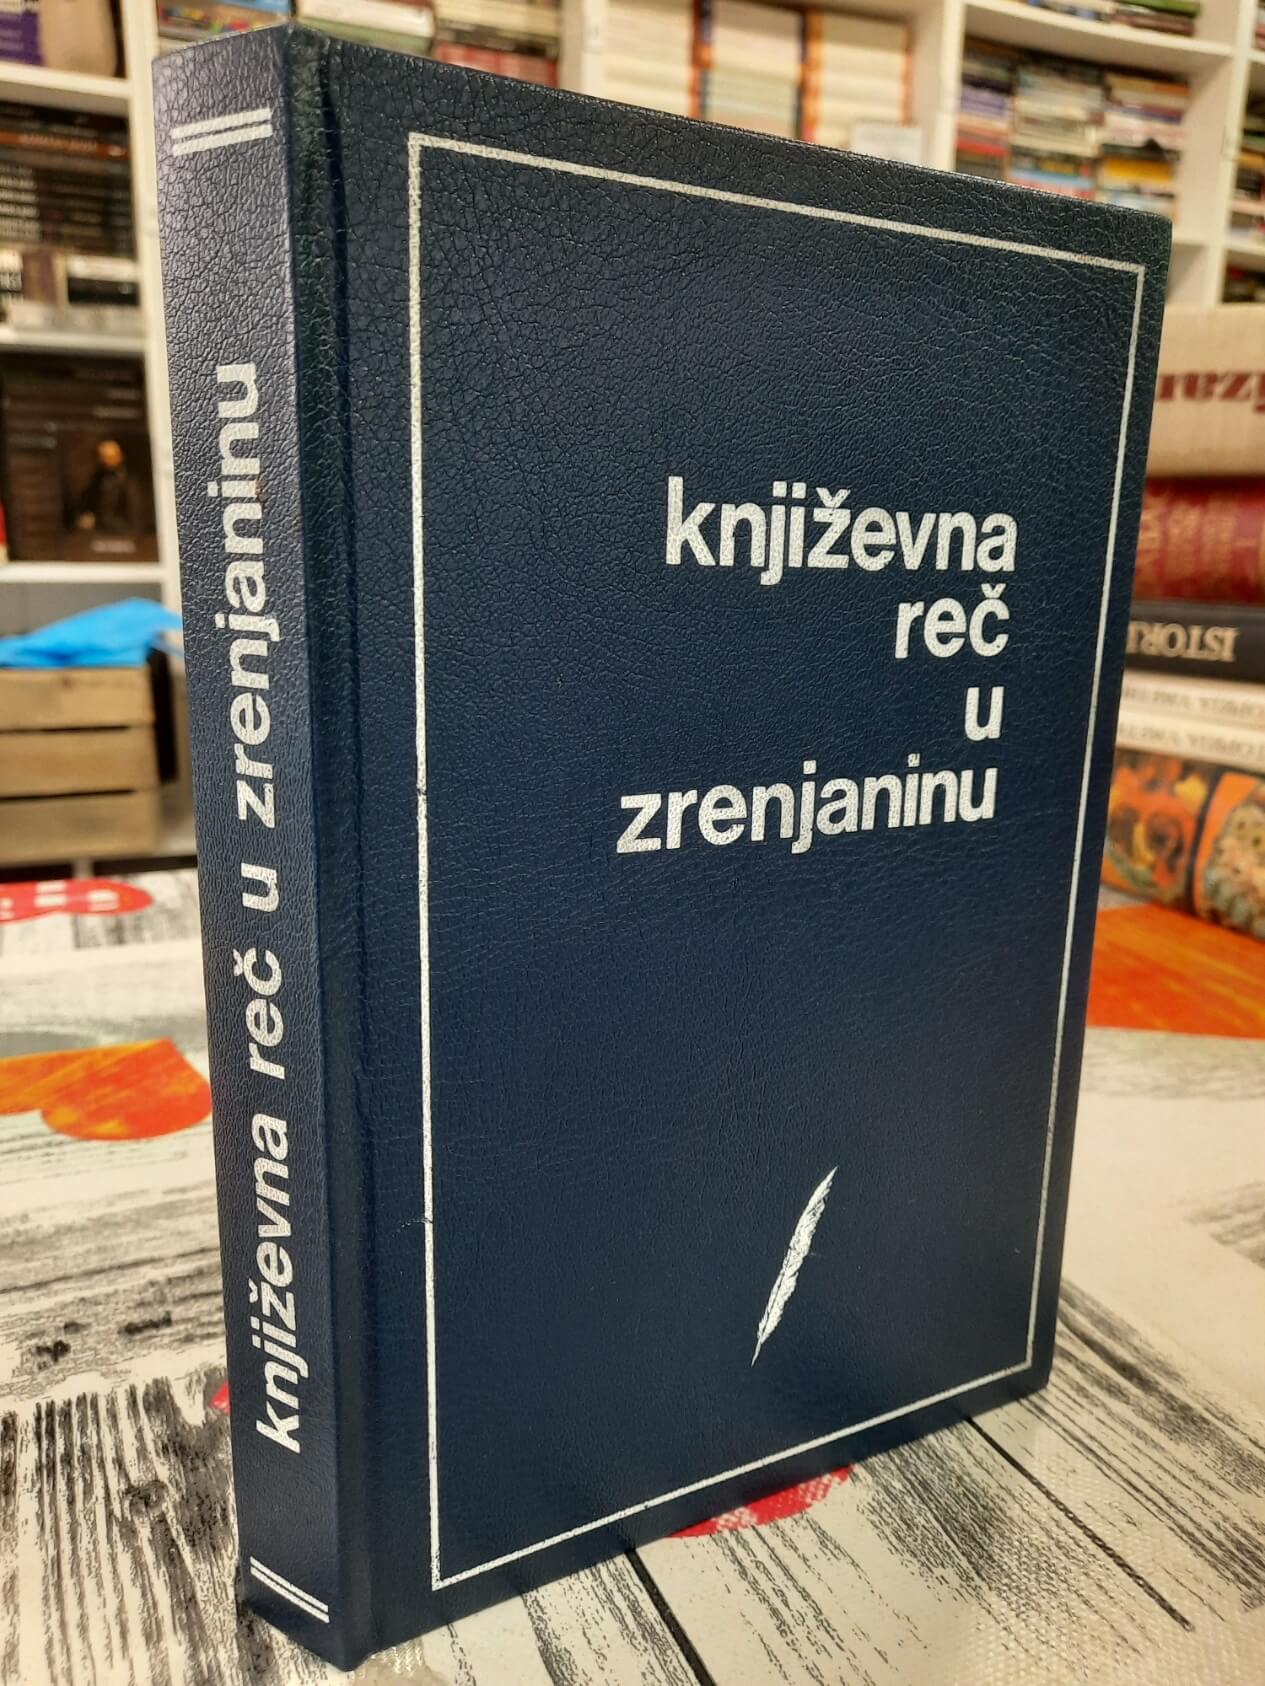 književna reč u zrenjaninu
književna
reč
u
zrenjaninu